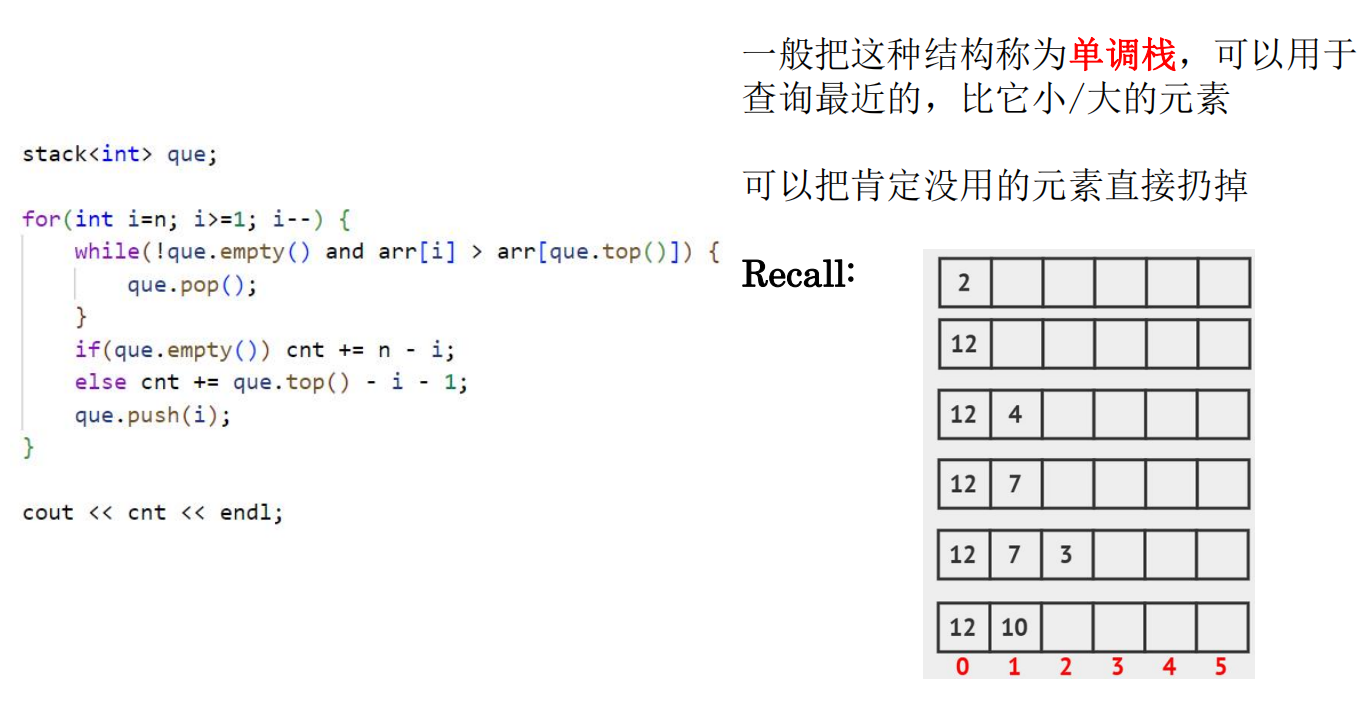 stack<int> que;
for(int i=n; i>=1; i--) {
while(!que.empty() and arr[i] > arr[que.top()]) {
que.pop();
}
if(que.empty()) cnt += n - i;
else cnt += que.top() - i - 1;
que.push(i);
}
cout << cnt << endl;
一般把这种结构称为单调栈，可以用于
查询最近的，比它小/大的元素
可以把肯定没用的元素直接扔掉
Recall:
2
12
12 4
12 7
12 7 3
12 10
0 1 2 3 4 5